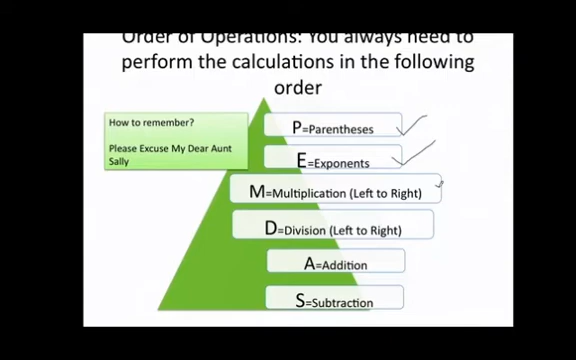 Order of Operations: You always need to
perform the calculations in the following
order
How to remember?
Please Excuse My Dear Aunt
Sally
P=Parentheses
E=Exponents
M=Multiplication (Left to Right)
D=Division (Left to Right)
A=Addition
S=Subtraction